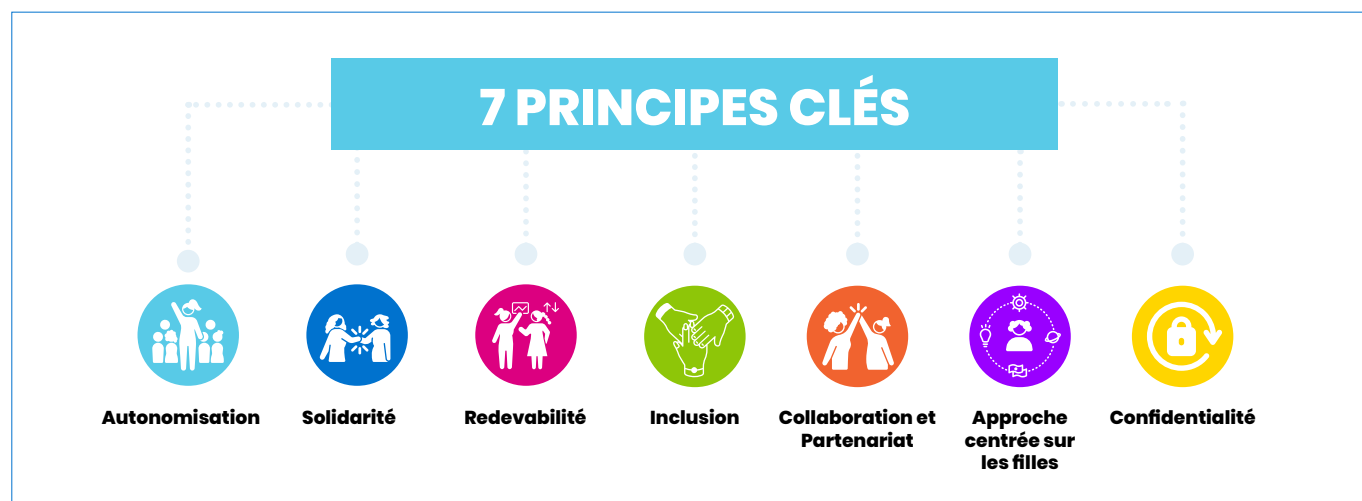 7 PRINCIPES CLÉS
Autonomisation
Solidarité
Redevabilité
Inclusion
Collaboration et
Partenariat
Approche
centrée sur
les filles
Confidentialité